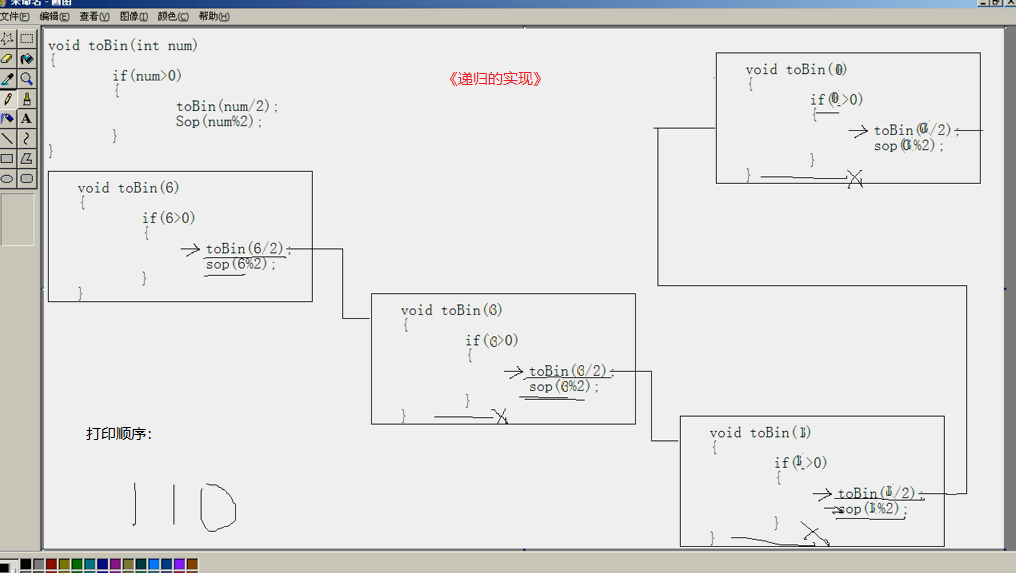 未命名 - 画图
文件(F) 编辑(E) 查看(V) 图像(I) 颜色(C) 帮助(H)
A
void toBin(int num)
{
if(num>0)
{
toBin(num/2);
Sop(num%2);
}
}
《递归的实现》
void toBin(6)
{
if(6>0)
{
toBin(6/2);
sop(6%2);
}
}
void toBin(3)
{
if(3>0)
{
toBin(3/2);
sop(3%2);
}
}
void toBin(1)
{
if(1>0)
{
toBin(1/2);
sop(1%2);
}
}
void toBin(0)
{
if(0>0)
{
toBin(0/2);
sop(0%2);
}
}
打印顺序:
110